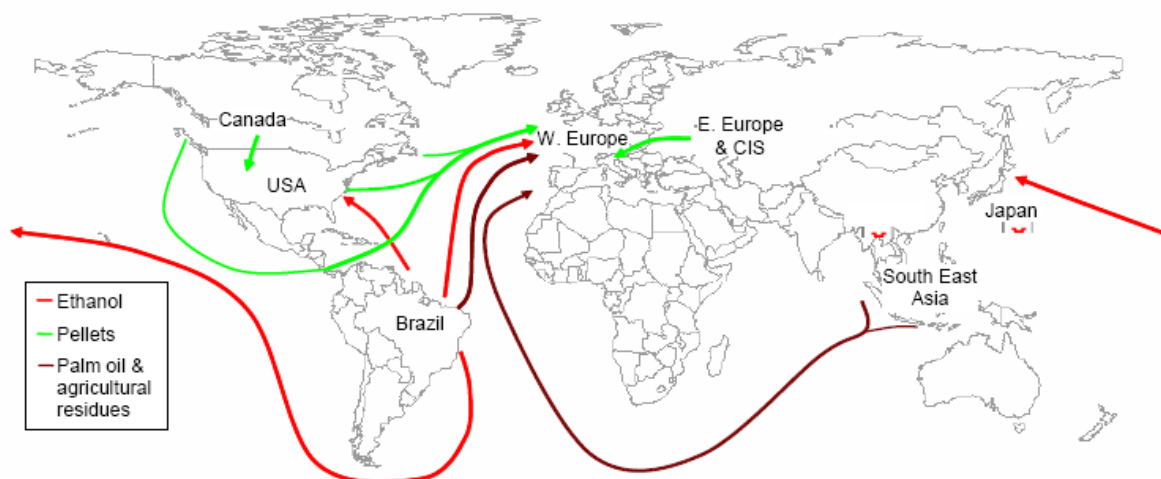 Canada
USA
W. Europe
E. Europe
& CIS
Japan
South East
Asia
Brazil
Ethanol
Pellets
Palm oil &
agricultural
residues